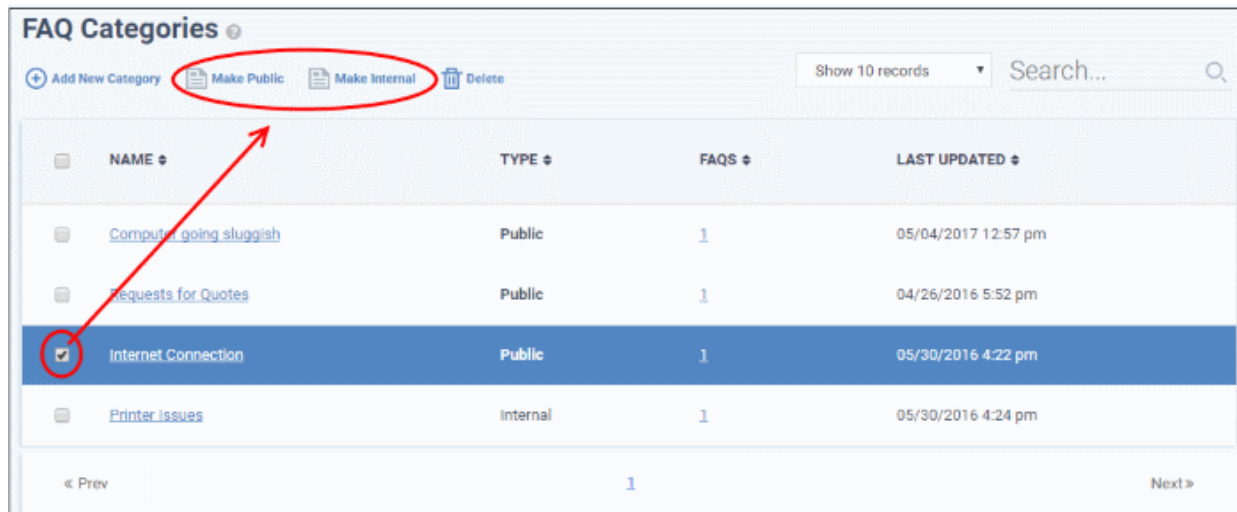 FAQ Categories
Add New Category Make Public Make Internal Delete Show 10 records Search...
NAME TYPE FAQS LAST UPDATED
Computer going sluggish Public 1 05/04/2017 12:57 pm
Requests for Quotes Public 1 04/26/2016 5:52 pm
Internet Connection Public 1 05/30/2016 4:22 pm
Printer Issues Internal 1 05/30/2016 4:24 pm
« Prev 1 Next »